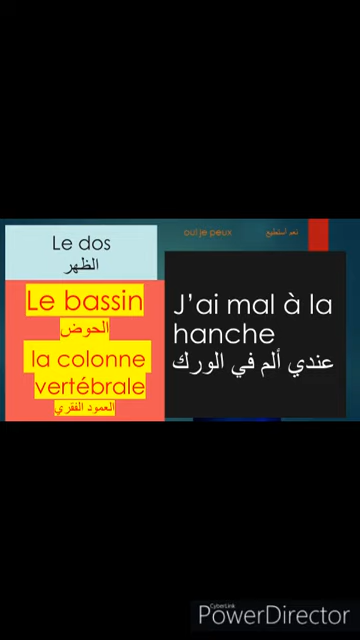 oui je peux
نعم أستطيع
Le dos
الظهر
Le bassin
الحوض
la colonne
vertébrale
العمود الفقري
J'ai mal à la
hanche
عندي ألم في الورك
CyberLink
PowerDirector